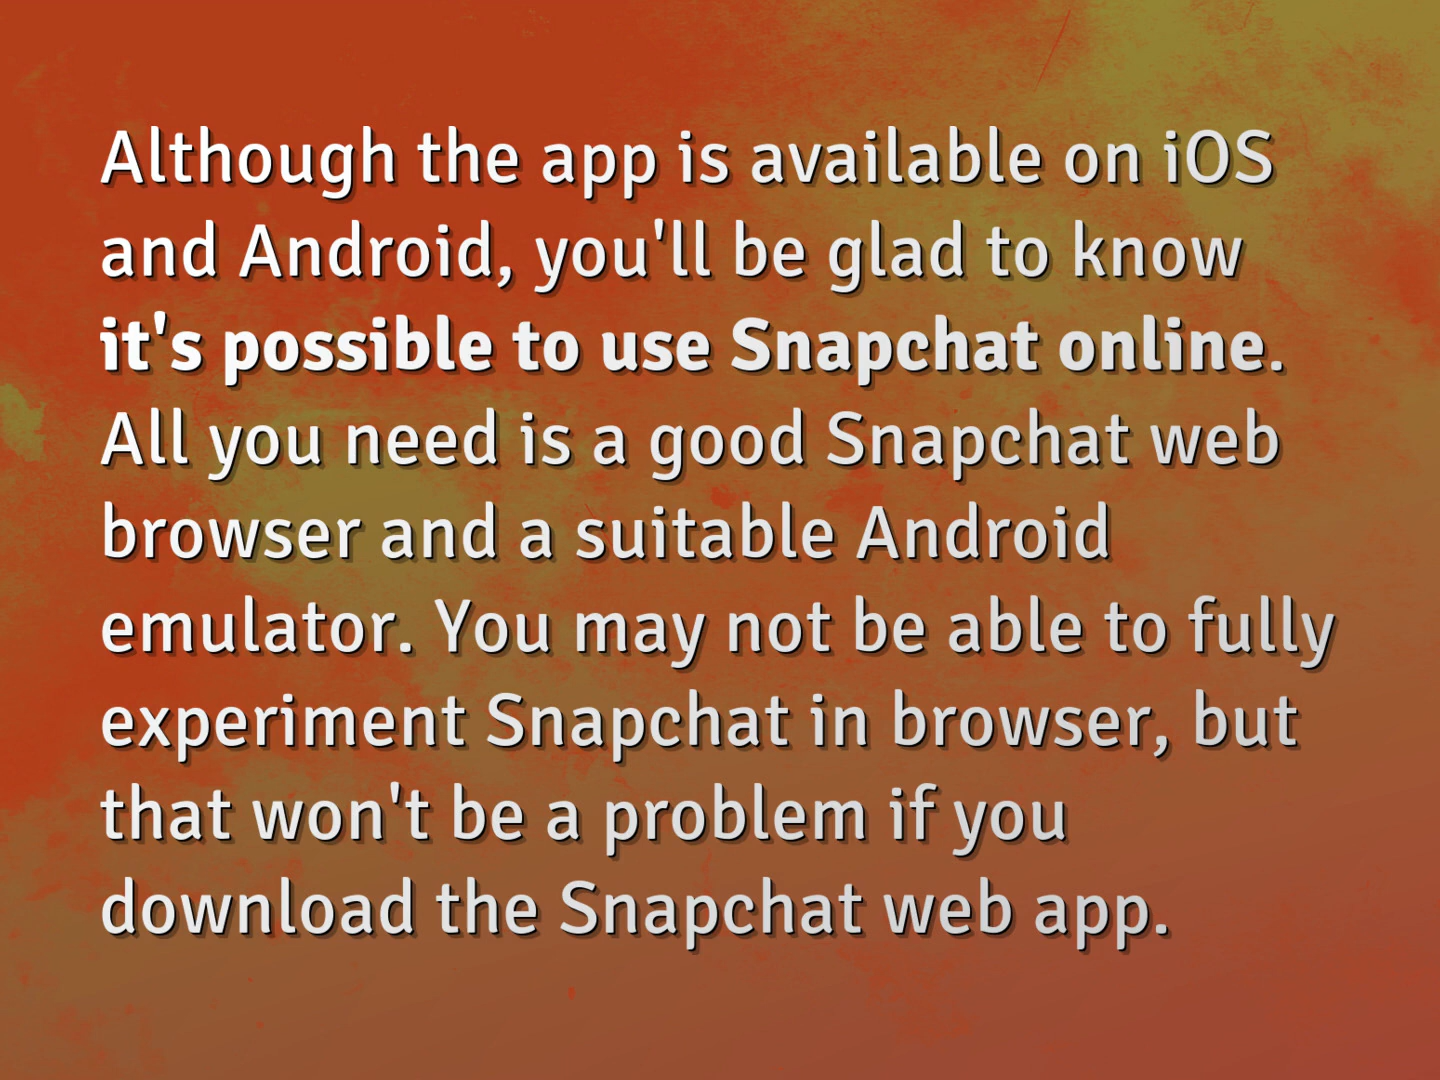 Although the app is available on iOS
and Android, you'll be glad to know
it's possible to use Snapchat online.
All you need is a good Snapchat web
browser and a suitable Android
emulator. You may not be able to fully
experiment Snapchat in browser, but
that won't be a problem if you
download the Snapchat web app.